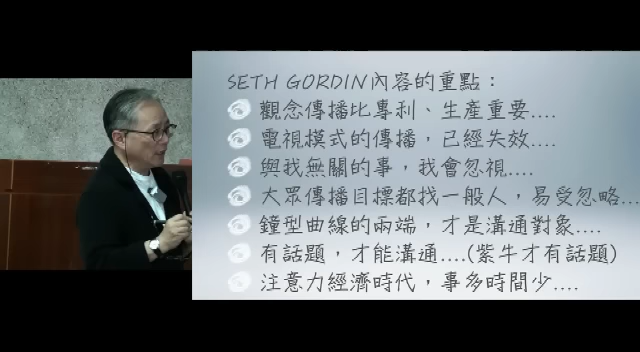 SETH GORDIN內容的重點：
觀念傳播比專利、生產重要....
電視模式的傳播，已經失效....
與我無關的事，我會忽視....
大眾傳播目標都找一般人，易受忽略...
鐘型曲線的兩端，才是溝通對象....
有話題，才能溝通....(紫牛才有話題)
注意力經濟時代，事多時間少....